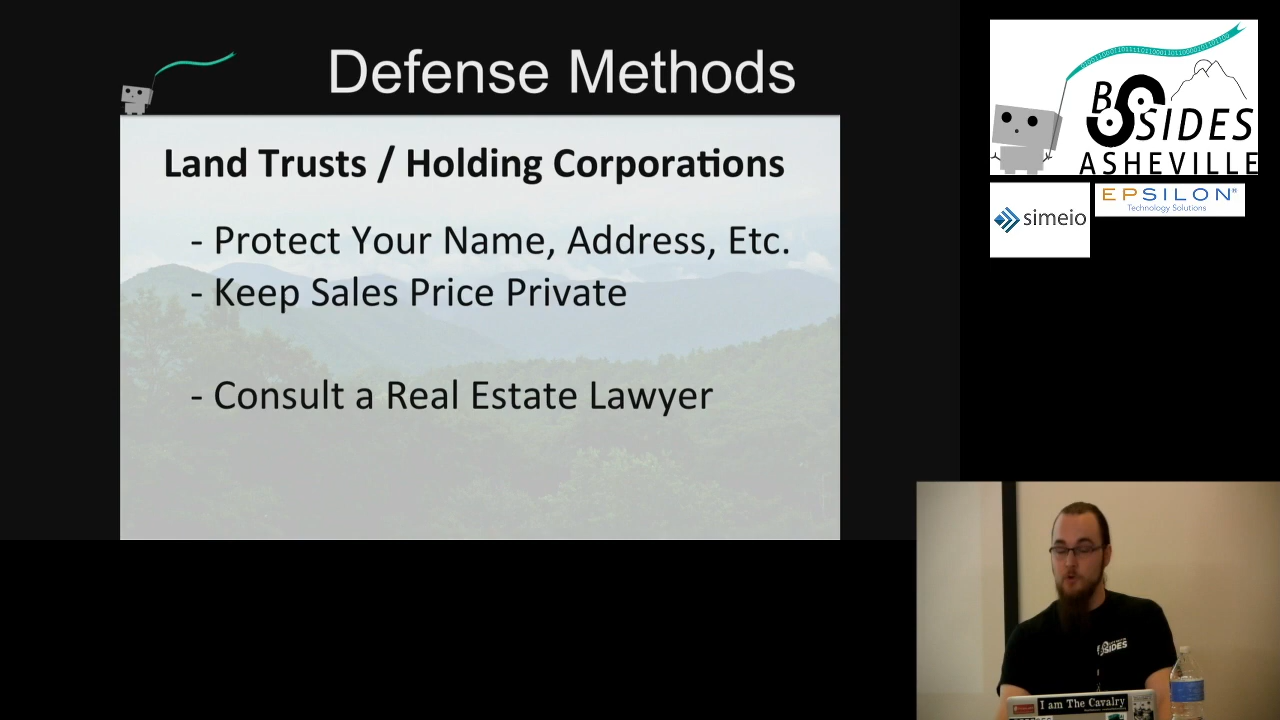 Defense Methods
Land Trusts / Holding Corporations
- Protect Your Name, Address, Etc.
- Keep Sales Price Private
- Consult a Real Estate Lawyer
BSIDES
ASHEVILLE
simeio
EPSILON®
Technology Solutions
SIDES
I am The Cavalry